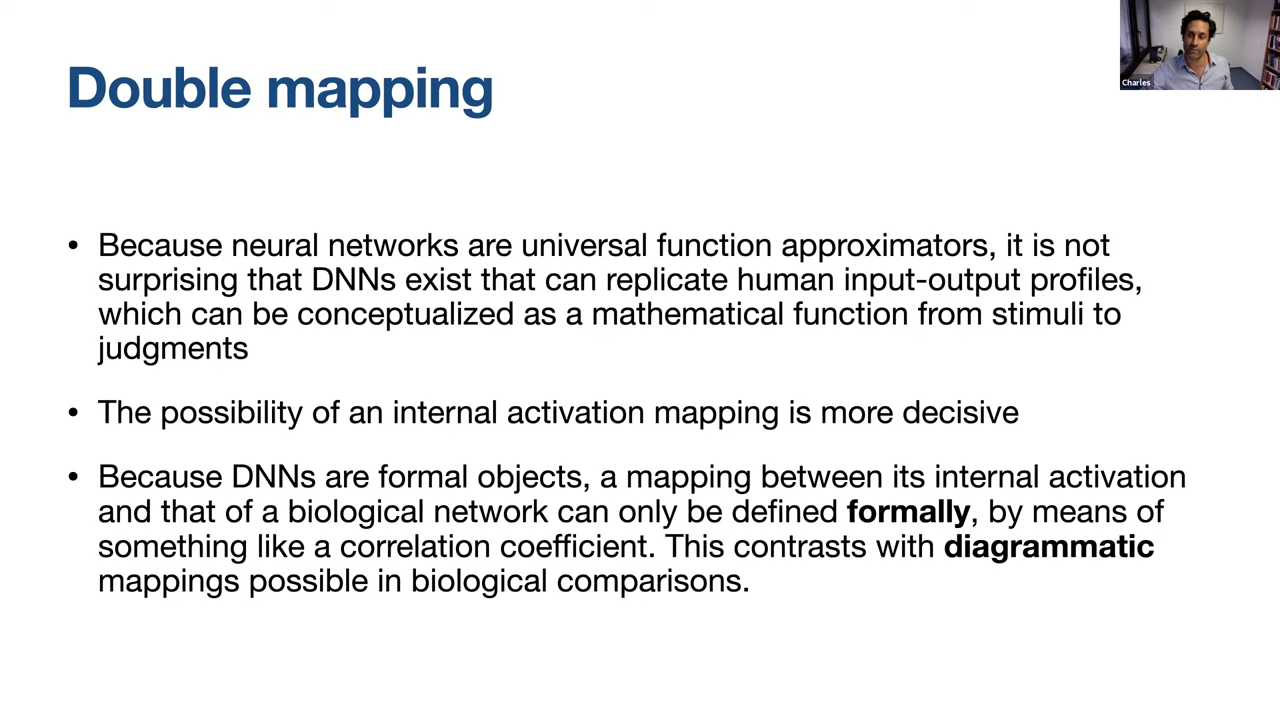 Double mapping
Charles
• Because neural networks are universal function approximators, it is not
surprising that DNNs exist that can replicate human input-output profiles,
which can be conceptualized as a mathematical function from stimuli to
judgments
• The possibility of an internal activation mapping is more decisive
• Because DNNs are formal objects, a mapping between its internal activation
and that of a biological network can only be defined formally, by means of
something like a correlation coefficient. This contrasts with diagrammatic
mappings possible in biological comparisons.